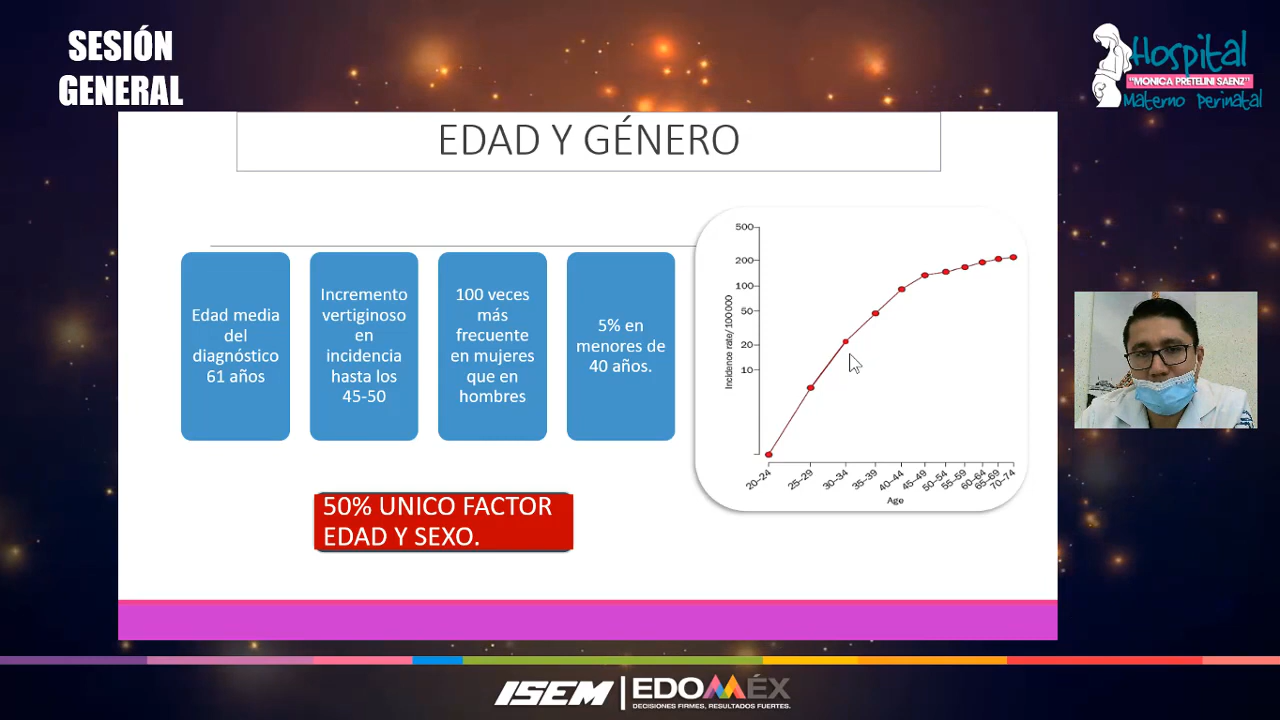 SESIÓN
GENERAL
Hospital
"MONICA PRETELINI SAENZ"
Materno perinatal
EDAD Y GÉNERO
Edad media
del
diagnóstico
61 años
Incremento
vertiginoso
en
incidencia
hasta los
45-50
100 veces
más
frecuente
en mujeres
que en
hombres
5% en
menores de
40 años.
50% UNICO FACTOR
EDAD Y SEXO.
500
200
100
50
20
10
Incidence rate/100 000
20–24
25–29
30–34
35–39
40–44
45–49
50–54
55–59
60–64
65–69
70–74
Age
ISEM
EDOMÉX
DECISIONES FIRMES, RESULTADOS FUERTES.